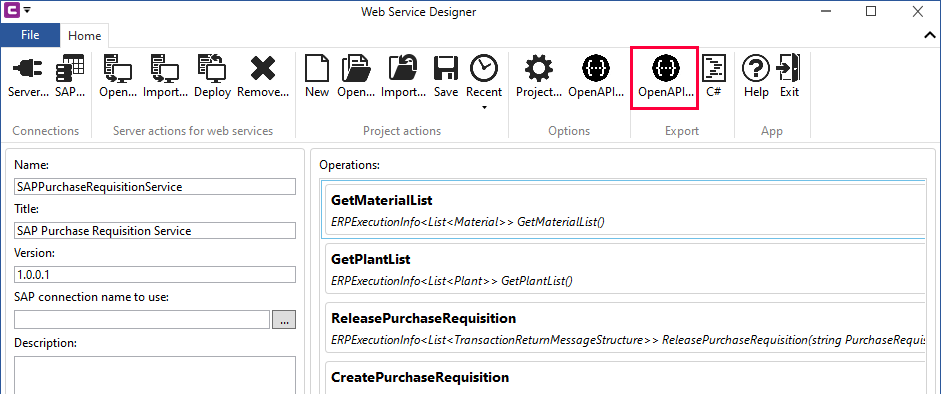 Web Service Designer
File Home
Server... SAP... Open... Import... Deploy Remove... New Open... Import... Save Recent Project... OpenAPI... OpenAPI... C# Help Exit
Connections Server actions for web services Project actions Options Export App
Name:
SAPPurchaseRequisitionService
Title:
SAP Purchase Requisition Service
Version:
1.0.0.1
SAP connection name to use:
...
Description:
Operations:
GetMaterialList
ERPExecutionInfo<List<Material>> GetMaterialList()
GetPlantList
ERPExecutionInfo<List<Plant>> GetPlantList()
ReleasePurchaseRequisition
ERPExecutionInfo<List<TransactionReturnMessageStructure>> ReleasePurchaseRequisition(string PurchaseRequis
CreatePurchaseRequisition